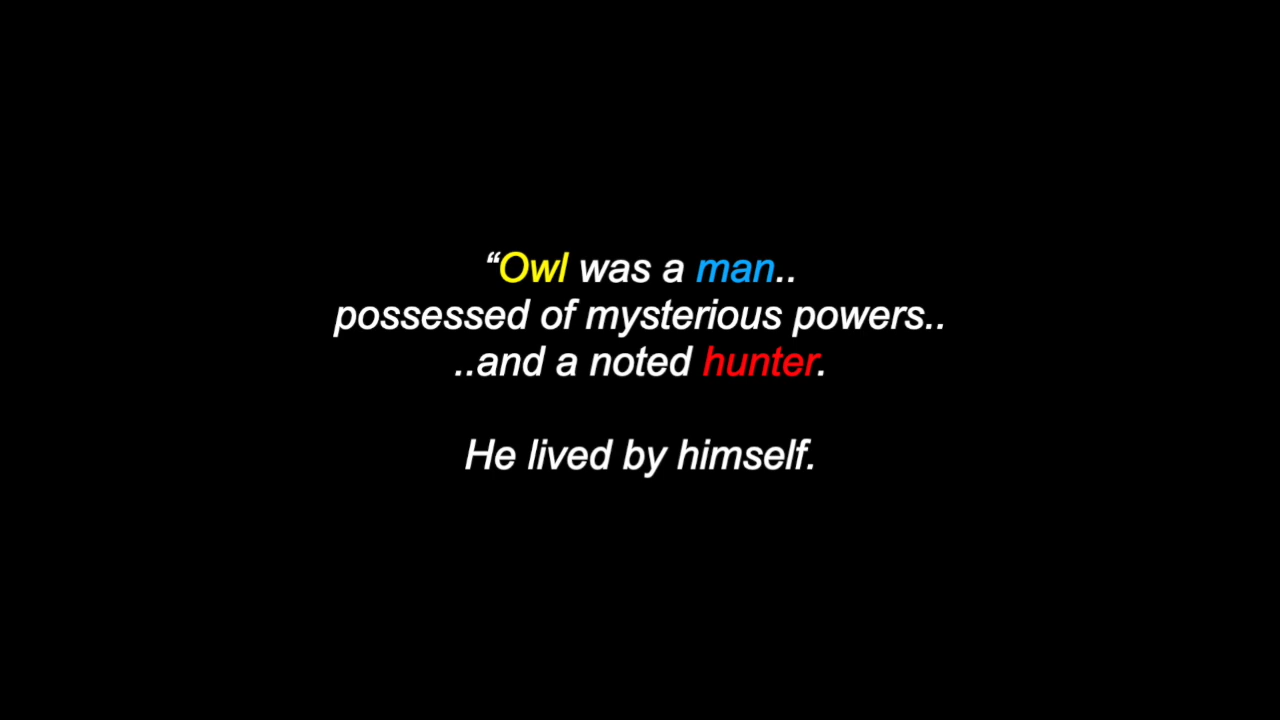 “Owl was a man..
possessed of mysterious powers..
..and a noted hunter.
He lived by himself.